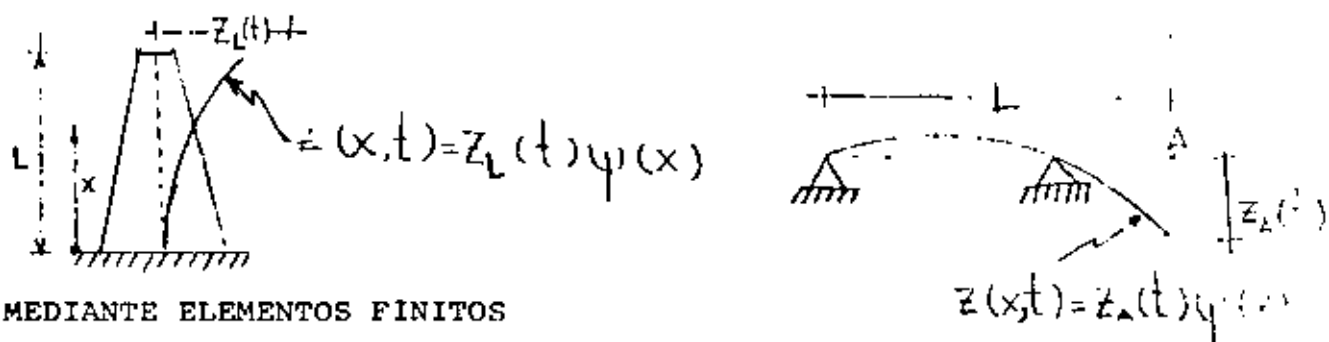 Z_L(t)
L
x
z(x,t)=Z_L(t)ψ(x)
MEDIANTE ELEMENTOS FINITOS
L
A
Z_A(t)
z(x,t)=Z_A(t)ψ(x)